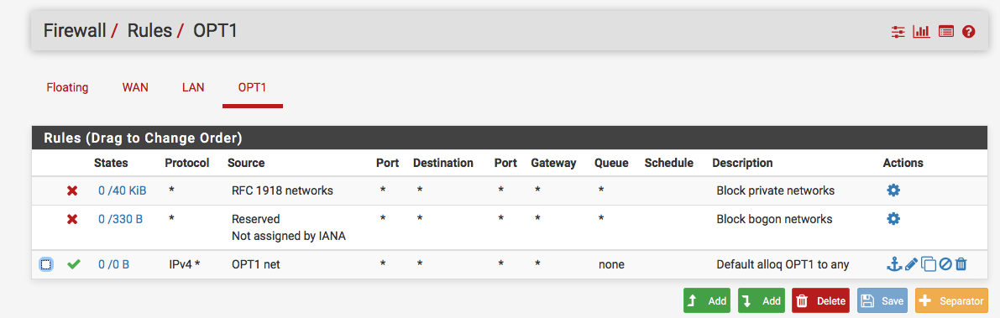 Firewall / Rules / OPT1
Floating WAN LAN OPT1
Rules (Drag to Change Order)
States Protocol Source Port Destination Port Gateway Queue Schedule Description Actions
0 /40 KiB * RFC 1918 networks * * * * * Block private networks
0 /330 B * Reserved * * * * * Block bogon networks
Not assigned by IANA
0 /0 B IPv4 * OPT1 net * * * * none Default alloq OPT1 to any
Add Add Delete Save Separator